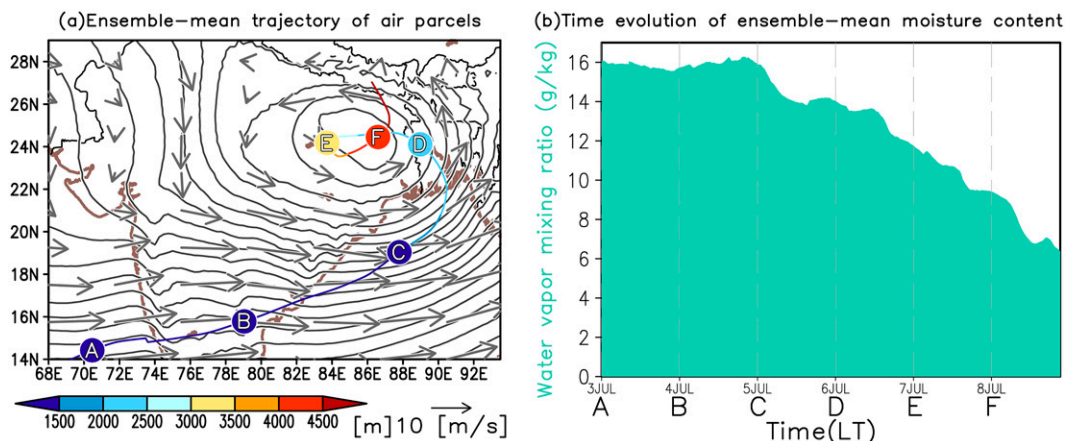 (a)Ensemble-mean trajectory of air parcels
28N
26N
24N
22N
20N
18N
16N
14N
68E 70E 72E 74E 76E 78E 80E 82E 84E 86E 88E 90E 92E
A
B
C
D
E
F
1500 2000 2500 3000 3500 4000 4500
[m]10 [m/s]
(b)Time evolution of ensemble-mean moisture content
Water vapor mixing ratio (g/kg)
16
14
12
10
8
6
4
2
0
3JUL 4JUL 5JUL 6JUL 7JUL 8JUL
A B C D E F
Time(LT)